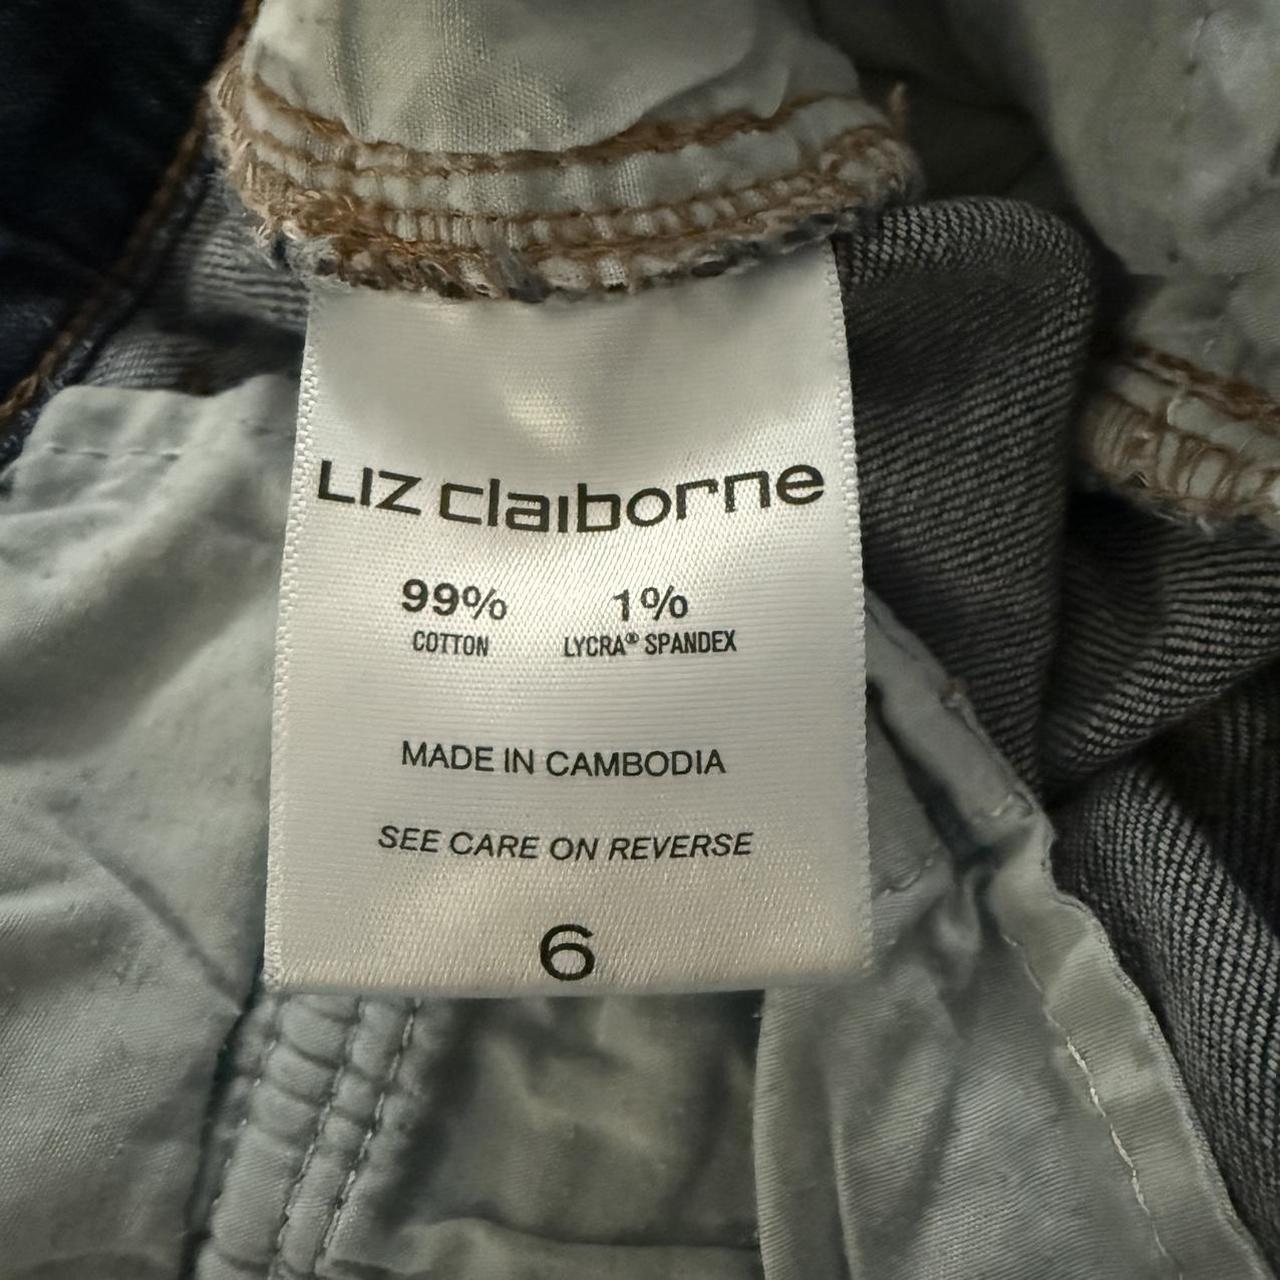 LIZ claiborne
99% 1%
COTTON LYCRA® SPANDEX
MADE IN CAMBODIA
SEE CARE ON REVERSE
6